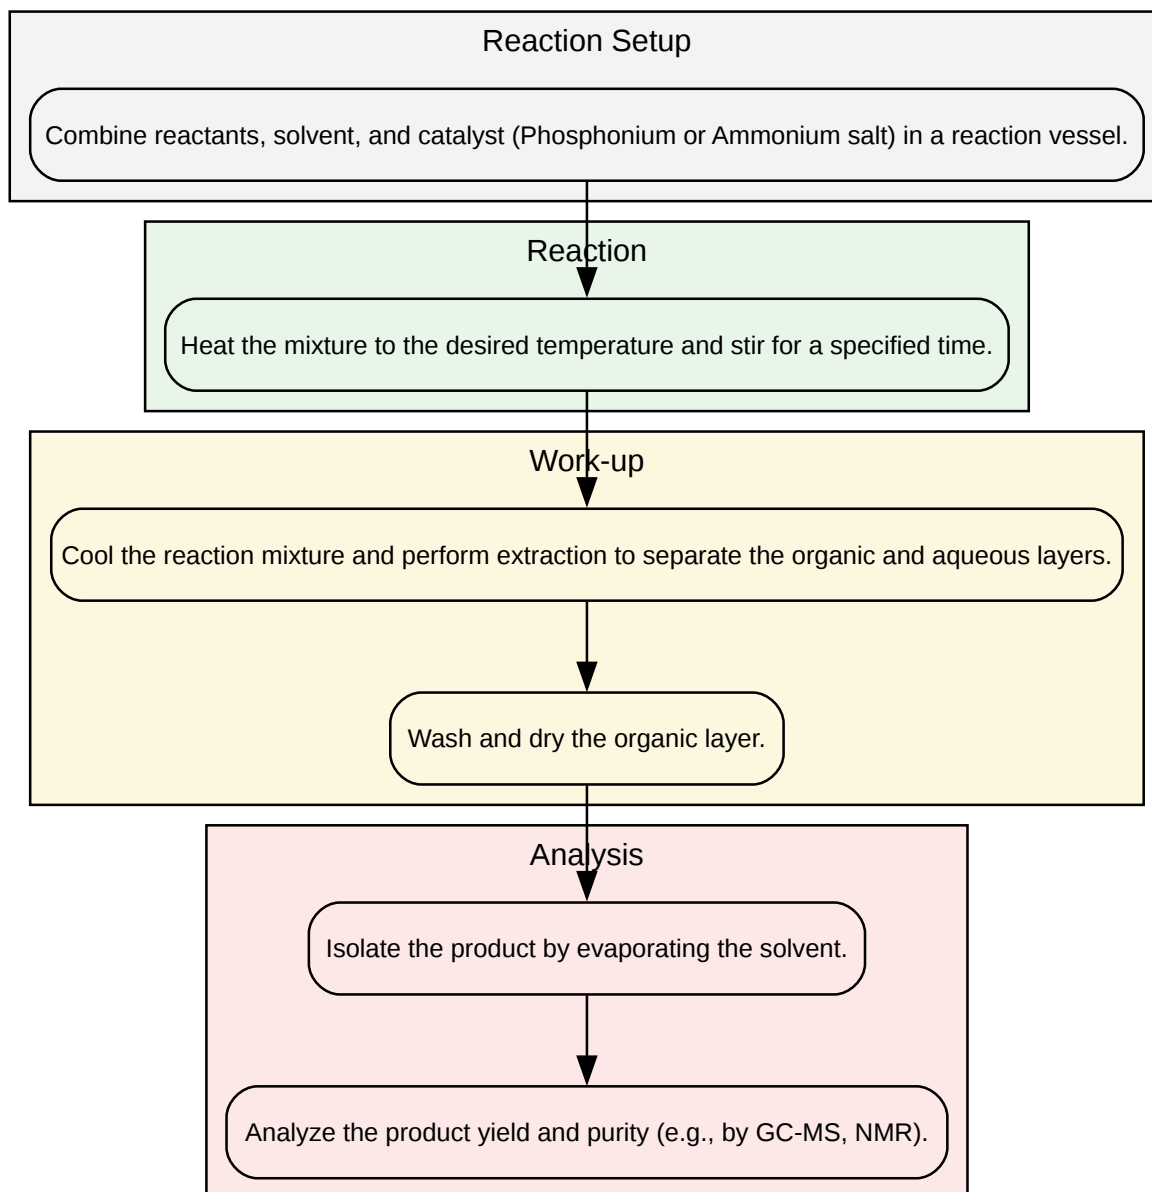 Reaction Setup
Combine reactants, solvent, and catalyst (Phosphonium or Ammonium salt) in a reaction vessel.
Reaction
Heat the mixture to the desired temperature and stir for a specified time.
Work-up
Cool the reaction mixture and perform extraction to separate the organic and aqueous layers.
Wash and dry the organic layer.
Analysis
Isolate the product by evaporating the solvent.
Analyze the product yield and purity (e.g., by GC-MS, NMR).